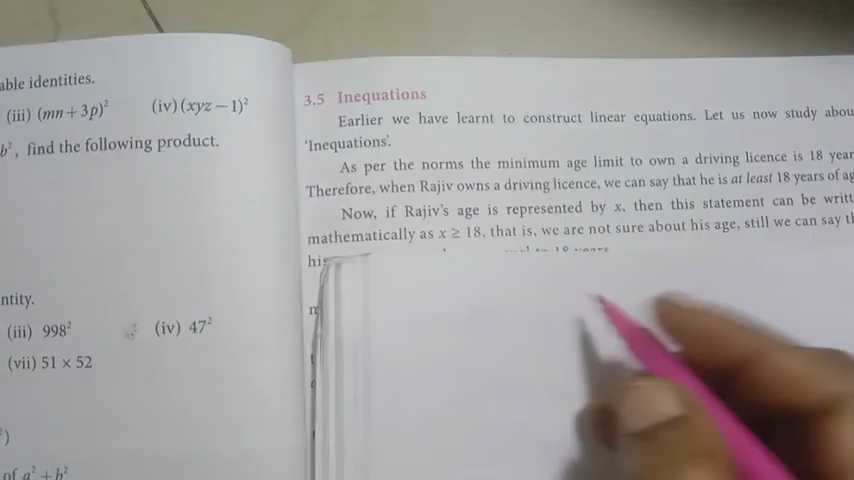 able identities.
(iii) (mn+3p)² (iv) (xyz−1)²
b², find the following product.
ntity.
(iii) 998² (iv) 47²
(vii) 51 × 52
²)
of a²+b²
3.5 Inequations
Earlier we have learnt to construct linear equations. Let us now study abou
'Inequations'.
As per the norms the minimum age limit to own a driving licence is 18 year
Therefore, when Rajiv owns a driving licence, we can say that he is at least 18 years of ag
Now, if Rajiv's age is represented by x, then this statement can be writt
mathematically as x ≥ 18, that is, we are not sure about his age, still we can say th
his